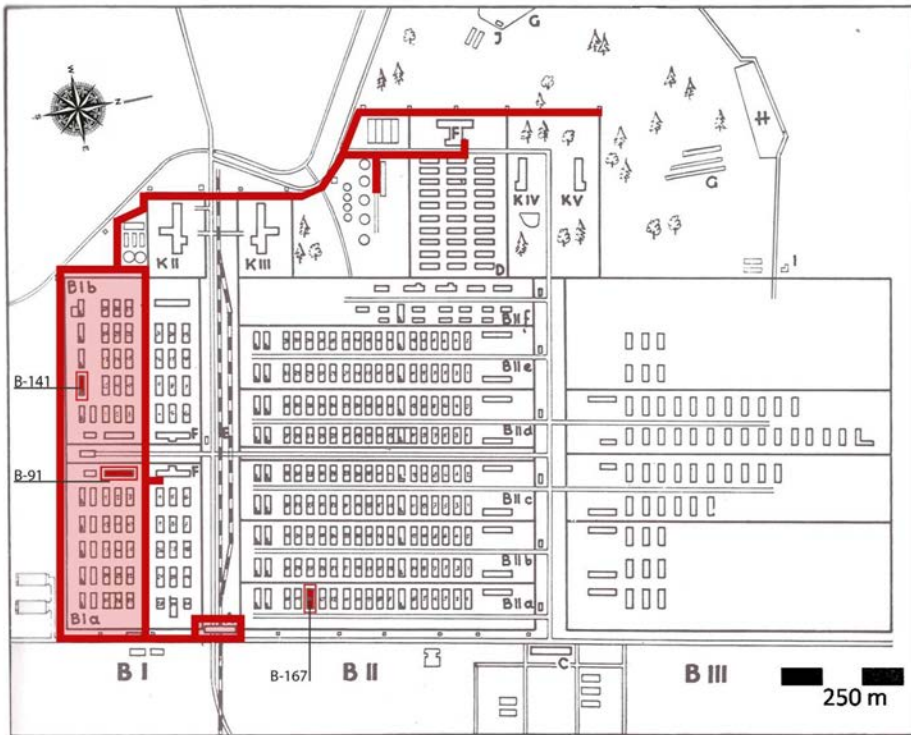 G
J
W
N
S
E
F
H
G
K IV
K V
K II
K III
D
I
B I b
B II f
B-141
B II e
E
B II d
F
B-91
F
B II c
B II b
B I a
B II a
B I
B-167
B II
C
B III
250 m